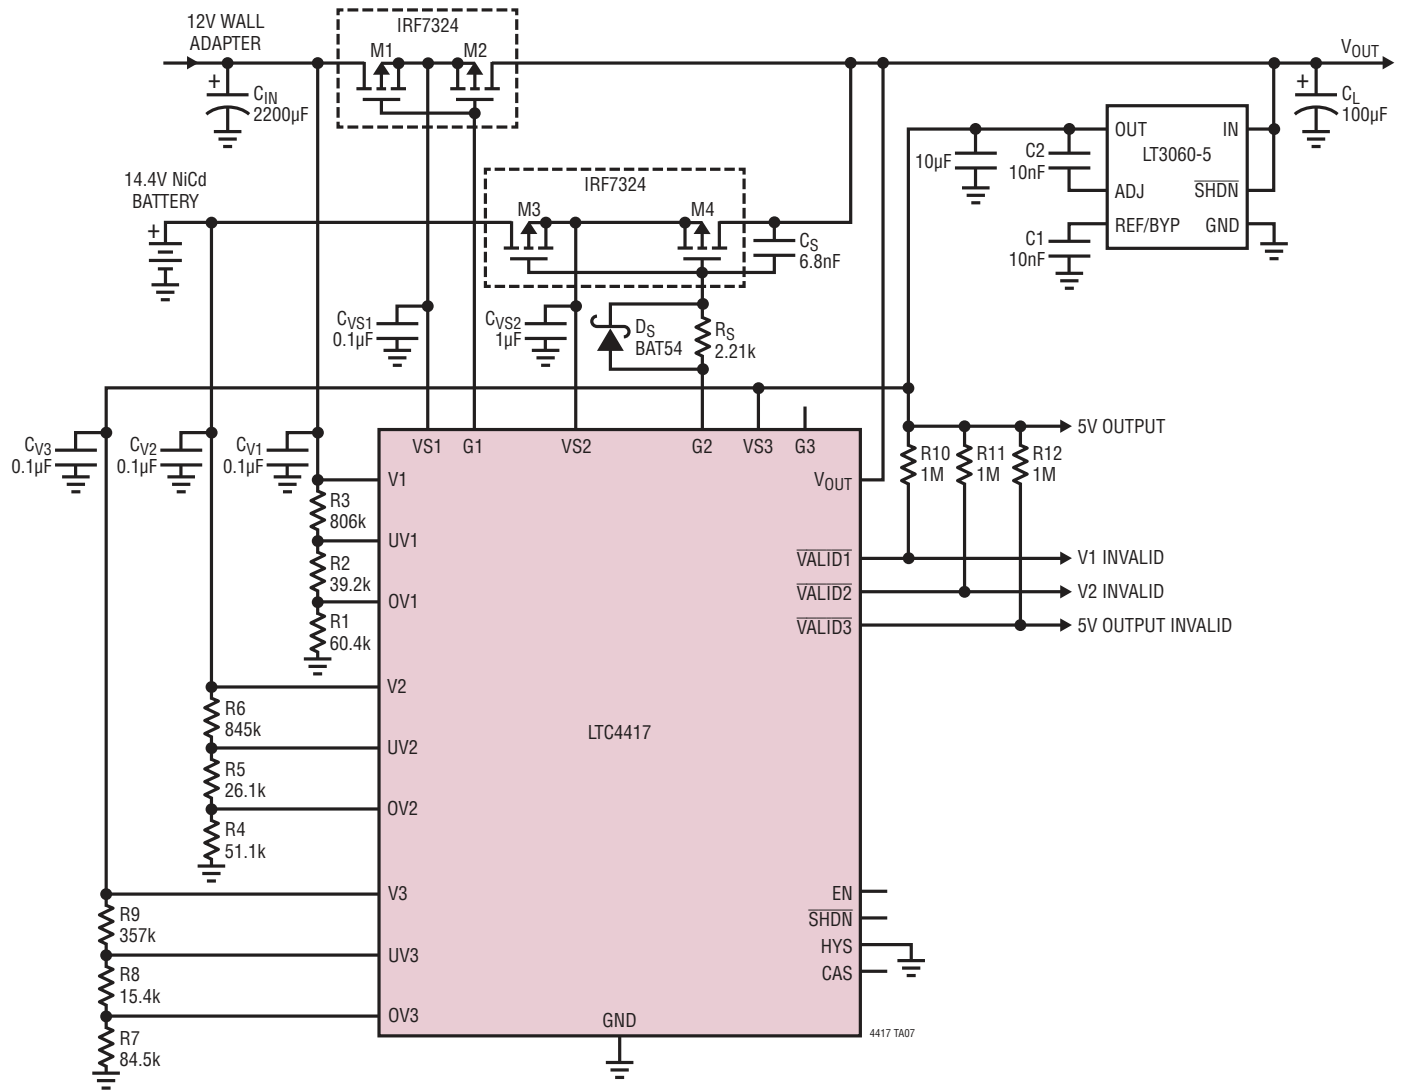 12V WALL
ADAPTER
IRF7324
M1
M2
VOUT
+
CIN
2200µF
+
CL
100µF
OUT
IN
LT3060-5
ADJ
SHDN
REF/BYP
GND
10µF
C2
10nF
C1
10nF
14.4V NiCd
BATTERY
+
IRF7324
M3
M4
CS
6.8nF
CVS1
0.1µF
CVS2
1µF
DS
BAT54
RS
2.21k
CV3
0.1µF
CV2
0.1µF
CV1
0.1µF
VS1
G1
VS2
G2
VS3
G3
5V OUTPUT
R10
1M
R11
1M
R12
1M
V1
VOUT
R3
806k
UV1
R2
39.2k
OV1
R1
60.4k
VALID1
V1 INVALID
VALID2
V2 INVALID
VALID3
5V OUTPUT INVALID
V2
R6
845k
UV2
R5
26.1k
OV2
R4
51.1k
LTC4417
V3
R9
357k
UV3
R8
15.4k
OV3
R7
84.5k
EN
SHDN
HYS
CAS
GND
4417 TA07